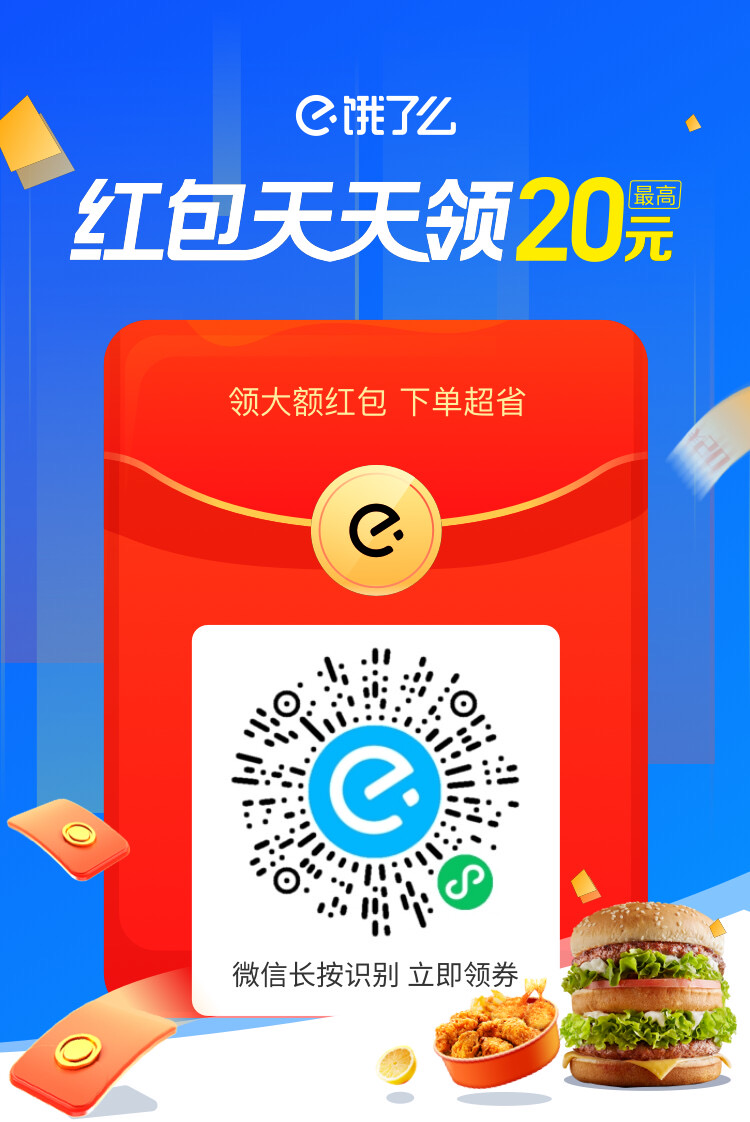 饿了么
红包天天领20元
最高
领大额红包 下单超省
微信长按识别 立即领券